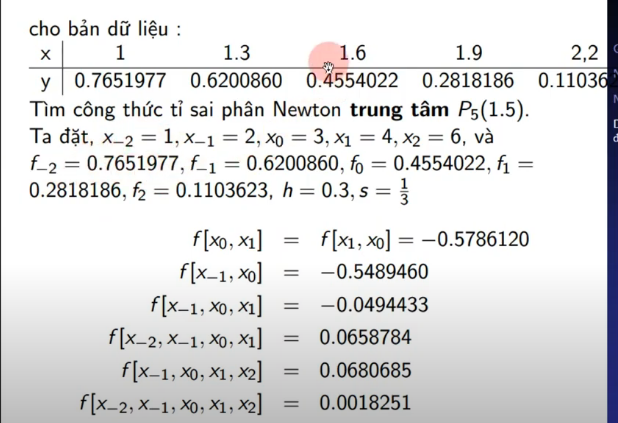 cho bản dữ liệu :
x 1 1.3 1.6 1.9 2,2
y 0.7651977 0.6200860 0.4554022 0.2818186 0.11036
Tìm công thức tỉ sai phân Newton trung tâm P₅(1.5).
Ta đặt, x₋₂ = 1, x₋₁ = 2, x₀ = 3, x₁ = 4, x₂ = 6, và
f₋₂ = 0.7651977, f₋₁ = 0.6200860, f₀ = 0.4554022, f₁ =
0.2818186, f₂ = 0.1103623, h = 0.3, s = 1/3
f[x₀, x₁] = f[x₁, x₀] = −0.5786120
f[x₋₁, x₀] = −0.5489460
f[x₋₁, x₀, x₁] = −0.0494433
f[x₋₂, x₋₁, x₀, x₁] = 0.0658784
f[x₋₁, x₀, x₁, x₂] = 0.0680685
f[x₋₂, x₋₁, x₀, x₁, x₂] = 0.0018251